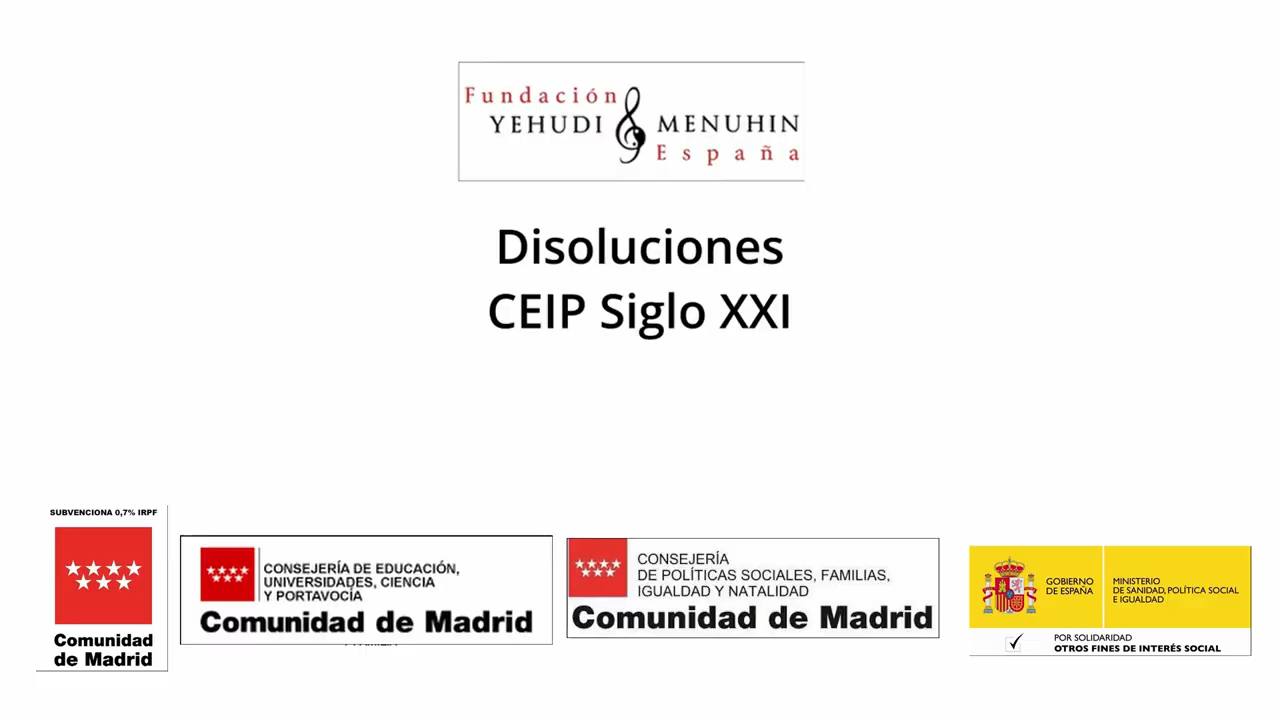 Fundación
YEHUDI MENUHIN
España
Disoluciones
CEIP Siglo XXI
SUBVENCIONA 0,7% IRPF
Comunidad
de Madrid
CONSEJERÍA DE EDUCACIÓN,
UNIVERSIDADES, CIENCIA
Y PORTAVOCÍA
Comunidad de Madrid
CONSEJERÍA
DE POLÍTICAS SOCIALES, FAMILIAS,
IGUALDAD Y NATALIDAD
Comunidad de Madrid
GOBIERNO
DE ESPAÑA
MINISTERIO
DE SANIDAD, POLÍTICA SOCIAL
E IGUALDAD
POR SOLIDARIDAD
OTROS FINES DE INTERÉS SOCIAL